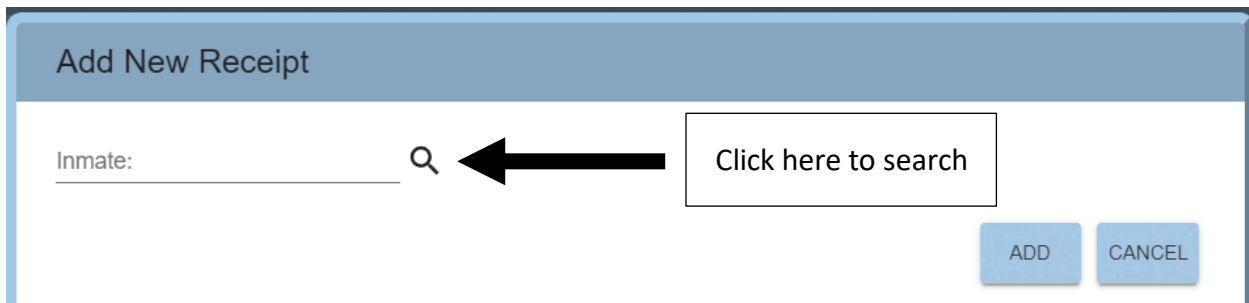 Add New Receipt
Inmate:
Click here to search
ADD
CANCEL